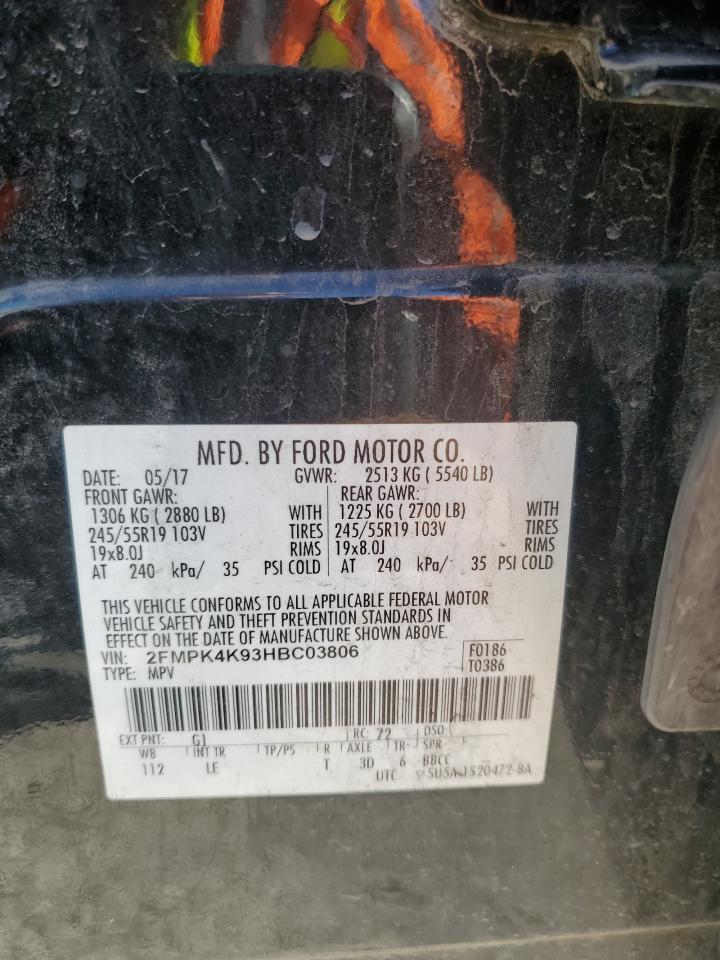 MFD. BY FORD MOTOR CO.
DATE: 05/17 GVWR: 2513 KG ( 5540 LB)
FRONT GAWR: REAR GAWR:
1306 KG ( 2880 LB) WITH 1225 KG ( 2700 LB) WITH
245/55R19 103V TIRES 245/55R19 103V TIRES
19x8.0J RIMS 19x8.0J RIMS
AT 240 kPa/ 35 PSI COLD AT 240 kPa/ 35 PSI COLD
THIS VEHICLE CONFORMS TO ALL APPLICABLE FEDERAL MOTOR
VEHICLE SAFETY AND THEFT PREVENTION STANDARDS IN
EFFECT ON THE DATE OF MANUFACTURE SHOWN ABOVE.
VIN: 2FMPK4K93HBC03806 F0186
TYPE: MPV T0386
EXT PNT: G1 RC: 72 DSO:
WB INT TR TP/PS R AXLE TR SPR
112 LE T 3D 6 BBCC
UTC 5U5A-1520472-BA